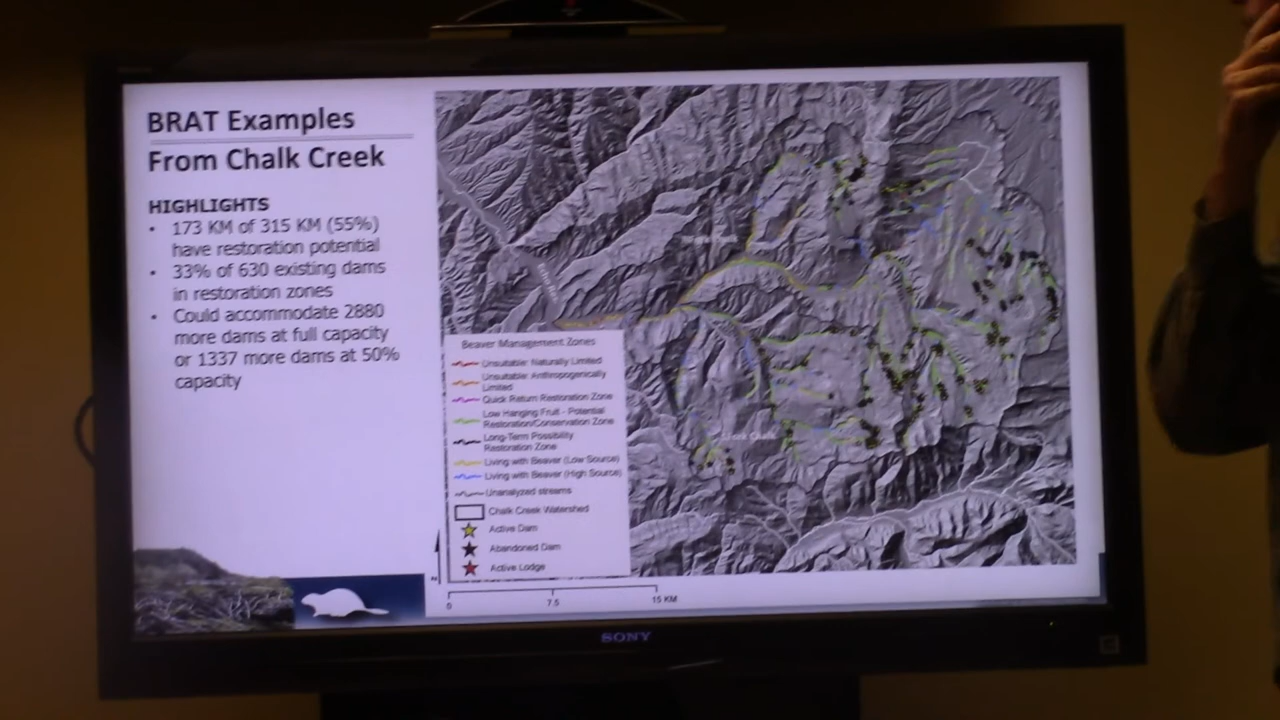 BRAT Examples
From Chalk Creek
HIGHLIGHTS
• 173 KM of 315 KM (55%)
have restoration potential
• 33% of 630 existing dams
in restoration zones
• Could accommodate 2880
more dams at full capacity
or 1337 more dams at 50%
capacity
Beaver Management Zones
Unsuitable: Naturally Limited
Unsuitable: Anthropogenically
Limited
Quick Return Restoration Zone
Low Hanging Fruit - Potential
Restoration/Conservation Zone
Long-Term Possibility
Restoration Zone
Living with Beaver (Low Source)
Living with Beaver (High Source)
Unanalyzed streams
Chalk Creek Watershed
Active Dam
Abandoned Dam
Active Lodge
N
0 7.5 15 KM
SONY